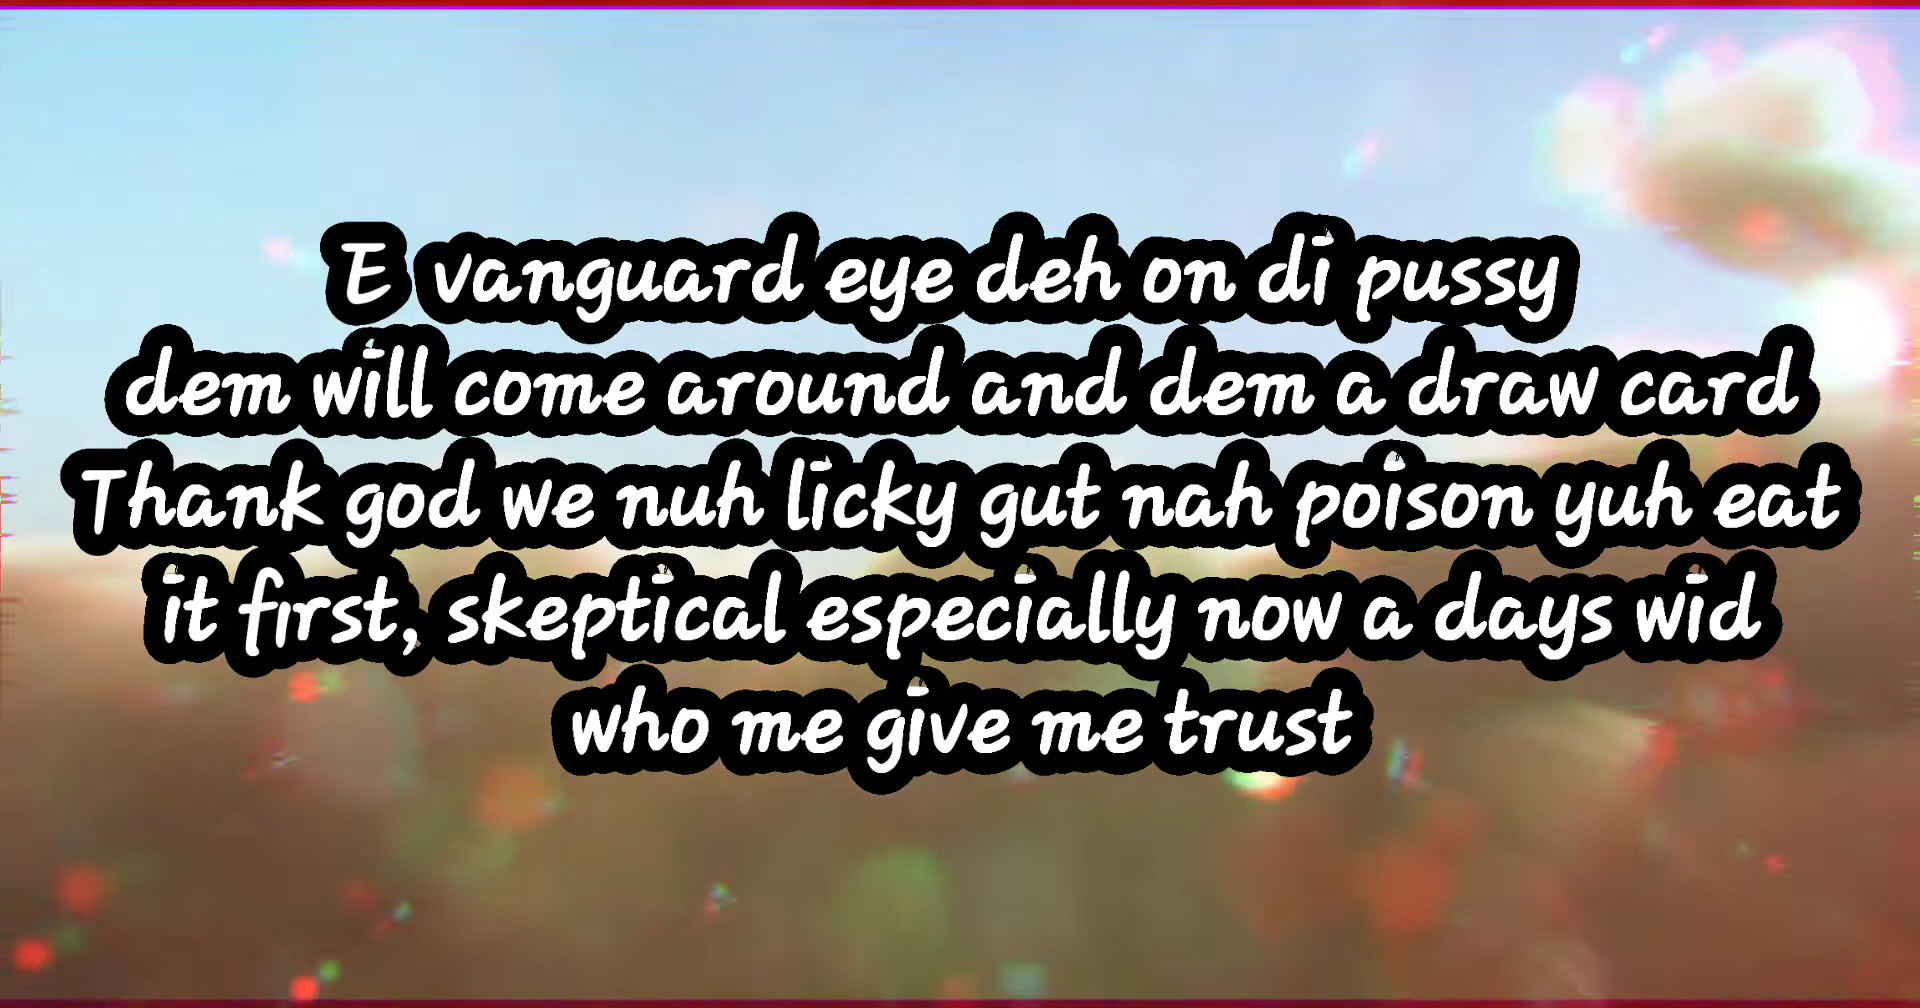 E vanguard eye deh on di pussy
dem will come around and dem a draw card
Thank god we nuh licky gut nah poison yuh eat
it first, skeptical especially now a days wid
who me give me trust